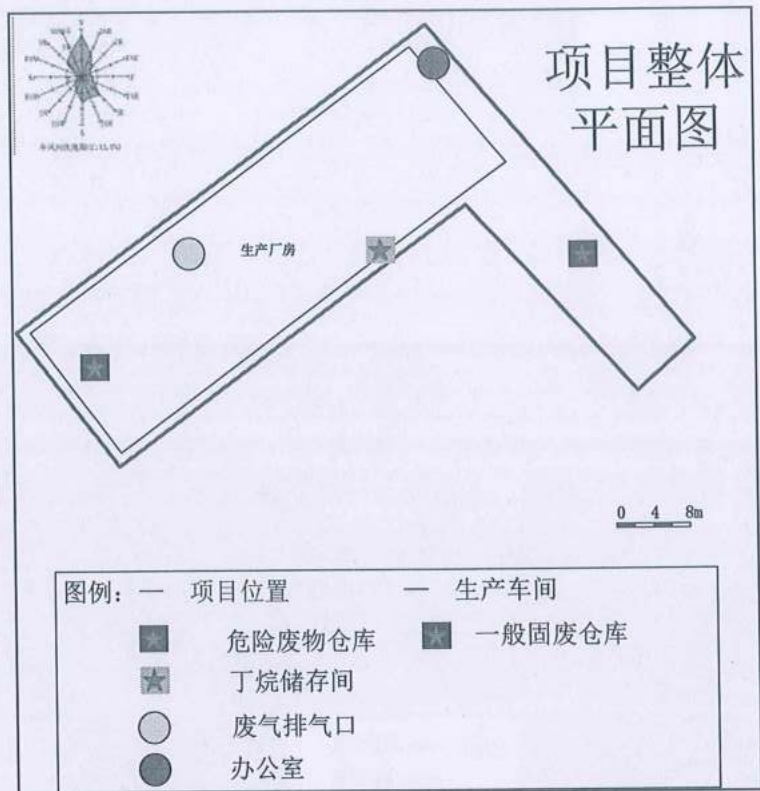 项目整体
平面图
生产厂房
0 4 8m
图例： — 项目位置 生产车间
危险废物仓库 一般固废仓库
丁烷储存间
废气排气口
办公室